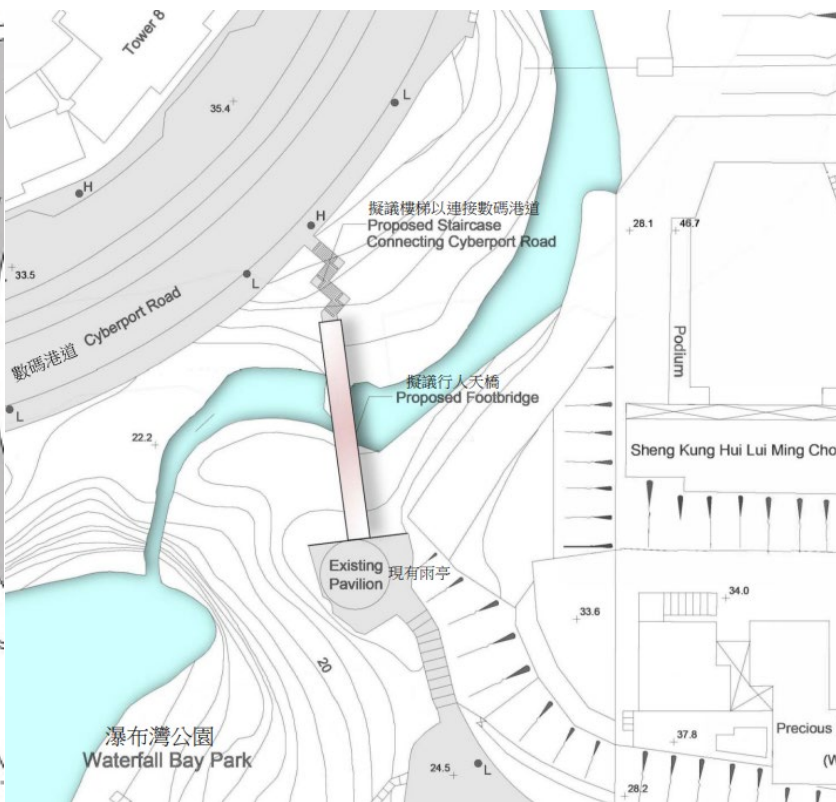 Tower 8
35.4
L
H
H
擬議樓梯以連接數碼港道
Proposed Staircase
Connecting Cyberport Road
28.1
46.7
33.5
L
數碼港道 Cyberport Road
Podium
擬議行人天橋
Proposed Footbridge
L
22.2
Sheng Kung Hui Lui Ming Cho
Existing
Pavilion
現有雨亭
34.0
33.6
20
瀑布灣公園
Waterfall Bay Park
37.8
Precious
(W
24.5
L
28.2